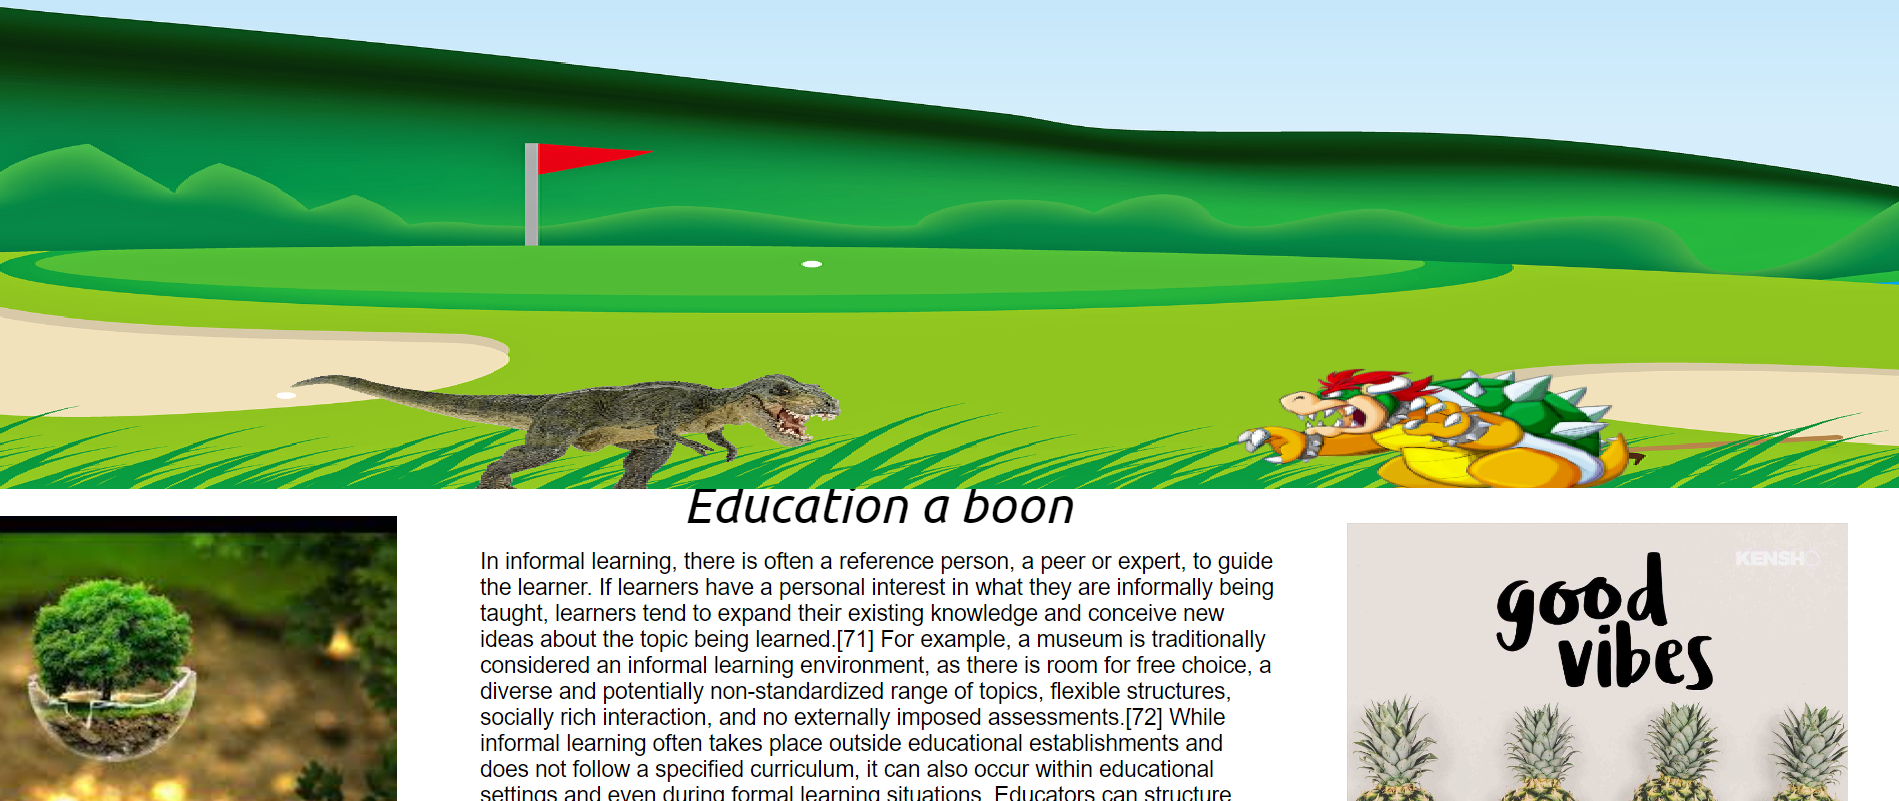 Education a boon
In informal learning, there is often a reference person, a peer or expert, to guide
the learner. If learners have a personal interest in what they are informally being
taught, learners tend to expand their existing knowledge and conceive new
ideas about the topic being learned.[71] For example, a museum is traditionally
considered an informal learning environment, as there is room for free choice, a
diverse and potentially non-standardized range of topics, flexible structures,
socially rich interaction, and no externally imposed assessments.[72] While
informal learning often takes place outside educational establishments and
does not follow a specified curriculum, it can also occur within educational
settings and even during formal learning situations. Educators can structure
KENSHO
good
vibes